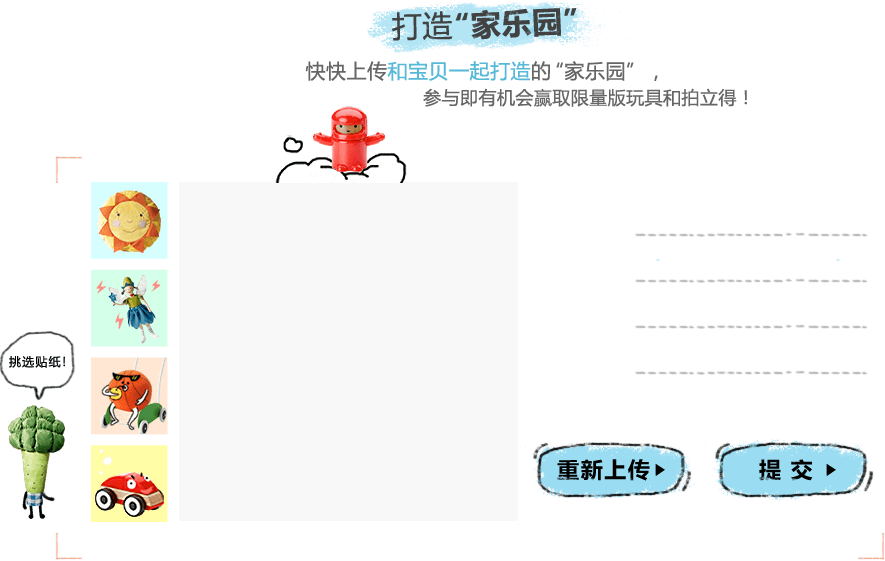 打造“家乐园”
快快上传和宝贝一起打造的“家乐园”，
参与即有机会赢取限量版玩具和拍立得！
挑选贴纸!
重新上传▶
提 交 ▶